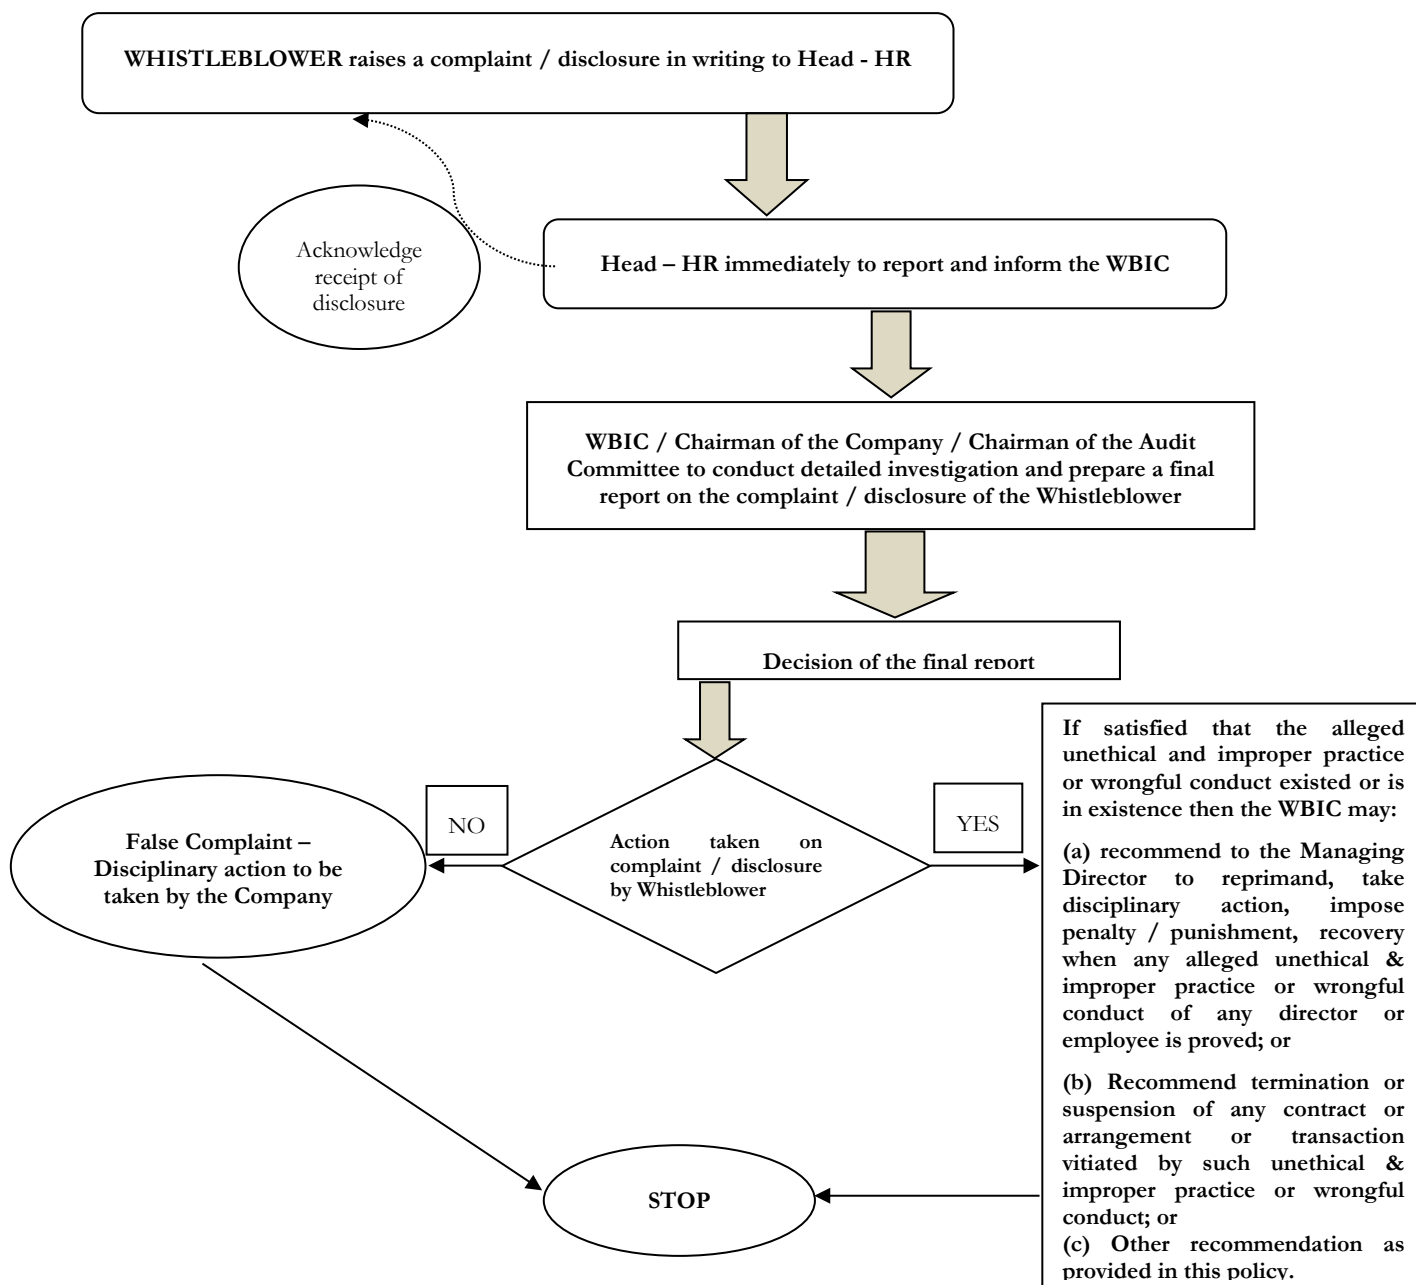 WHISTLEBLOWER raises a complaint / disclosure in writing to Head - HR
Acknowledge
receipt of
disclosure
Head – HR immediately to report and inform the WBIC
WBIC / Chairman of the Company / Chairman of the Audit
Committee to conduct detailed investigation and prepare a final
report on the complaint / disclosure of the Whistleblower
Decision of the final report
NO
YES
False Complaint –
Disciplinary action to be
taken by the Company
Action taken on
complaint / disclosure
by Whistleblower
If satisfied that the alleged
unethical and improper practice
or wrongful conduct existed or is
in existence then the WBIC may:
(a) recommend to the Managing
Director to reprimand, take
disciplinary action, impose
penalty / punishment, recovery
when any alleged unethical &
improper practice or wrongful
conduct of any director or
employee is proved; or
(b) Recommend termination or
suspension of any contract or
arrangement or transaction
vitiated by such unethical &
improper practice or wrongful
conduct; or
(c) Other recommendation as
provided in this policy.
STOP